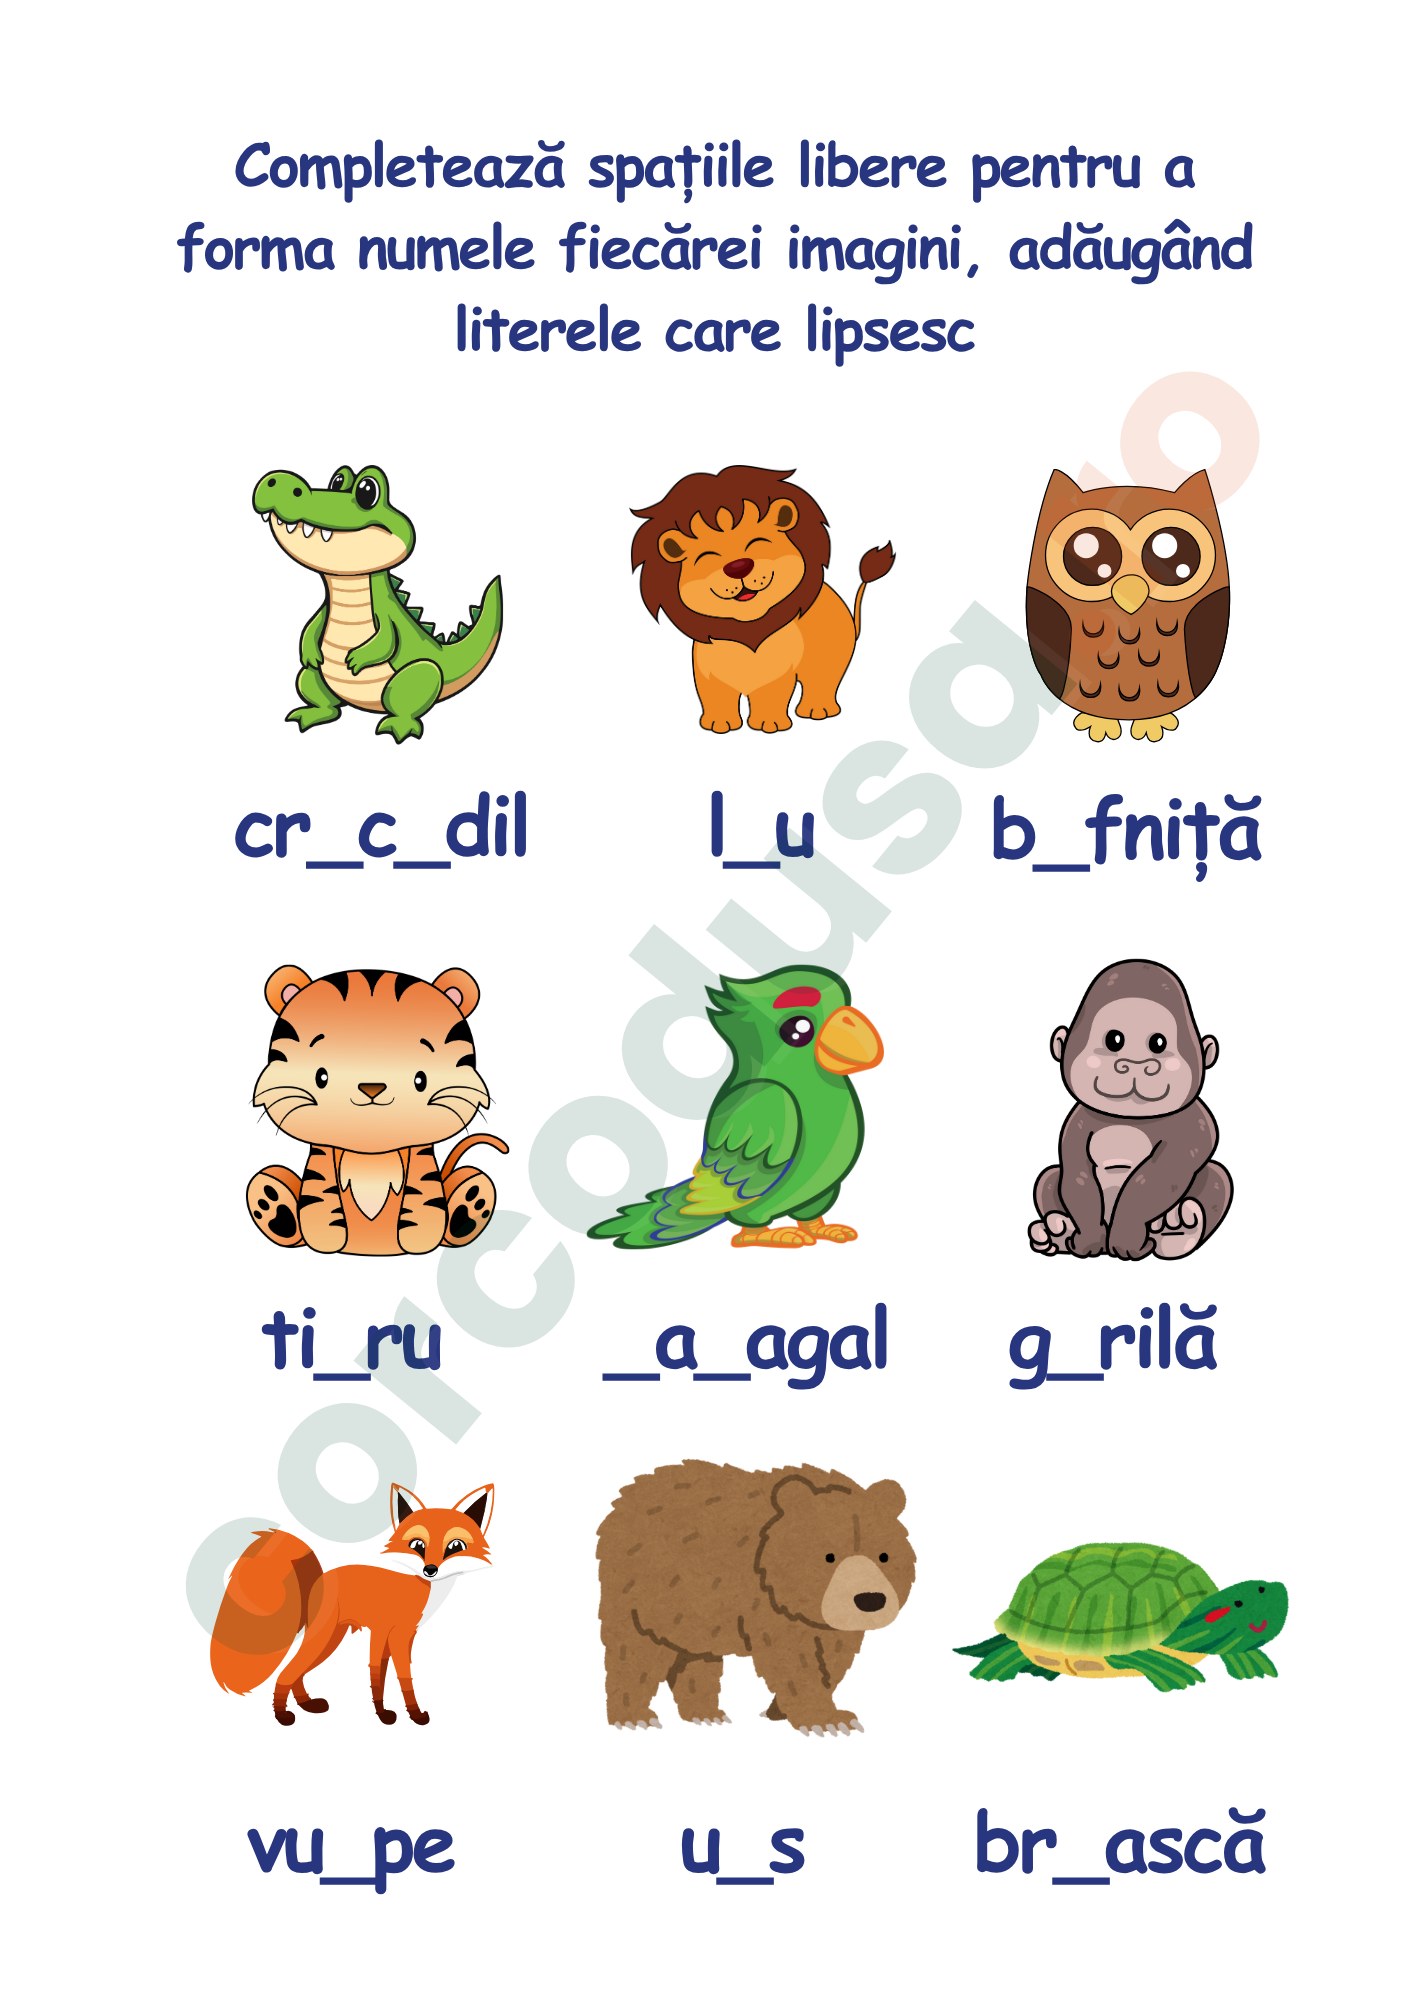 Completează spațiile libere pentru a
forma numele fiecărei imagini, adăugând
literele care lipsesc
cr_c_dil
l_u
b_fniță
ti_ru
_a_agal
g_rilă
vu_pe
u_s
br_ască
corcodusa.ro